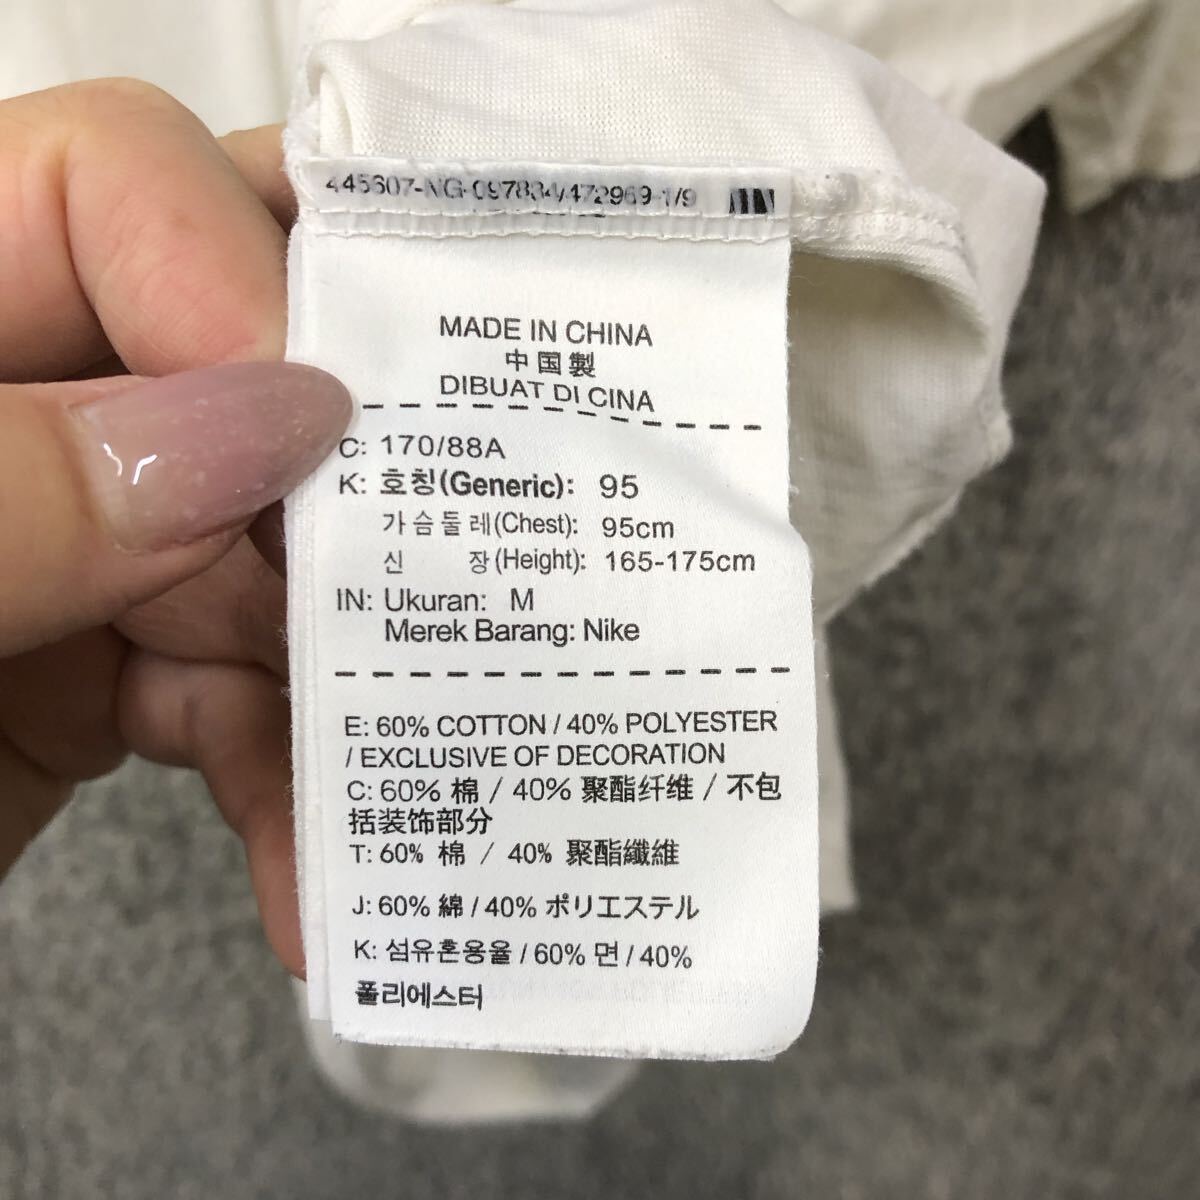 445607-NG-097834/472969-1/9
MADE IN CHINA
中国製
DIBUAT DI CINA
C: 170/88A
K: 호칭(Generic): 95
가슴둘레(Chest): 95cm
신 장(Height): 165-175cm
IN: Ukuran: M
Merek Barang: Nike
E: 60% COTTON / 40% POLYESTER
/ EXCLUSIVE OF DECORATION
C: 60% 棉 / 40% 聚酯纤维 / 不包
括装饰部分
T: 60% 棉 / 40% 聚酯纖維
J: 60% 綿 / 40% ポリエステル
K: 섬유혼용율 / 60% 면 / 40%
폴리에스터